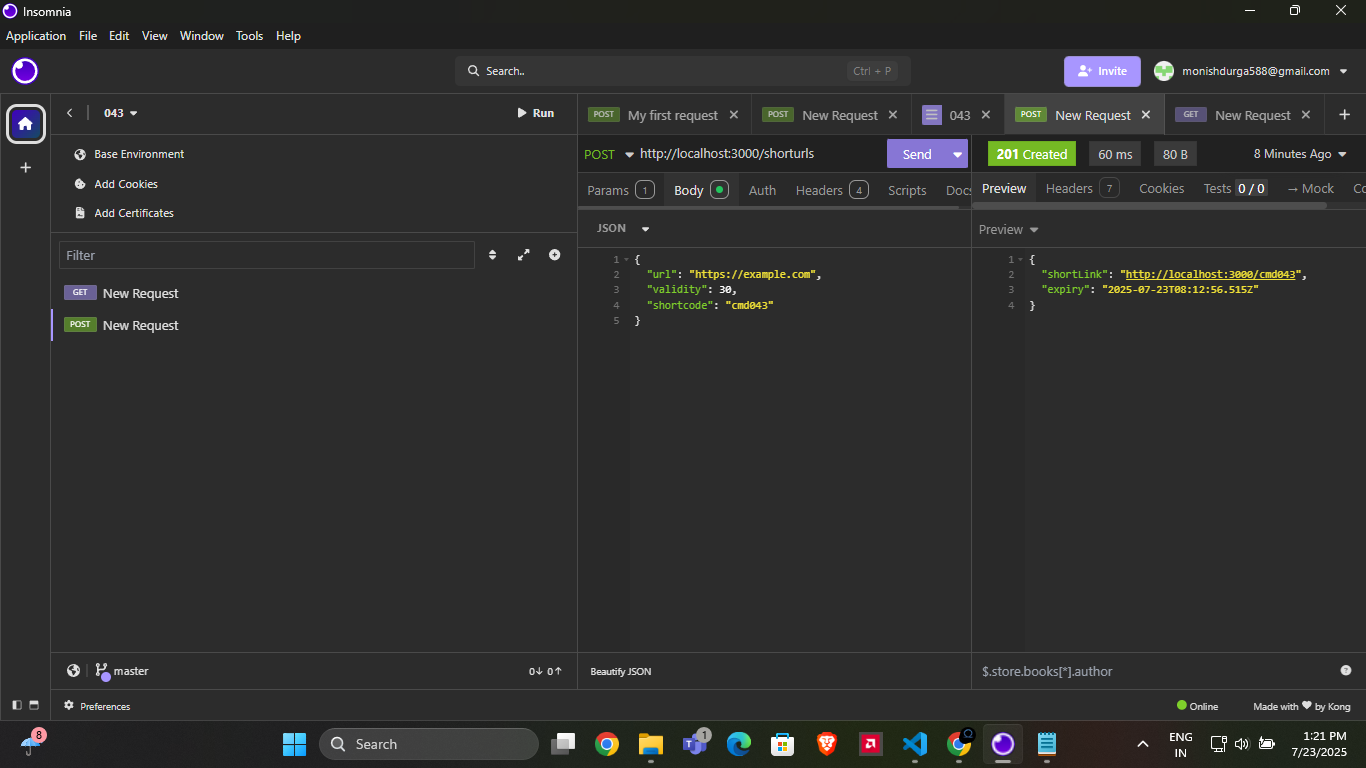 Insomnia
Application File Edit View Window Tools Help
Search.. Ctrl + P
Invite
monishdurga588@gmail.com
043
Run
POST My first request
POST New Request
043
POST New Request
GET New Request
Base Environment
Add Cookies
Add Certificates
Filter
GET New Request
POST New Request
POST http://localhost:3000/shorturls
Send
Params 1 Body Auth Headers 4 Scripts Docs
JSON
1 {
2 "url": "https://example.com",
3 "validity": 30,
4 "shortcode": "cmd043"
5 }
201 Created 60 ms 80 B 8 Minutes Ago
Preview Headers 7 Cookies Tests 0 / 0 → Mock Co
Preview
1 {
2 "shortLink": "http://localhost:3000/cmd043",
3 "expiry": "2025-07-23T08:12:56.515Z"
4 }
master
0↓ 0↑
Beautify JSON
$.store.books[*].author
Preferences
Online
Made with ♥ by Kong
8
Search
1
ENG
IN
1:21 PM
7/23/2025